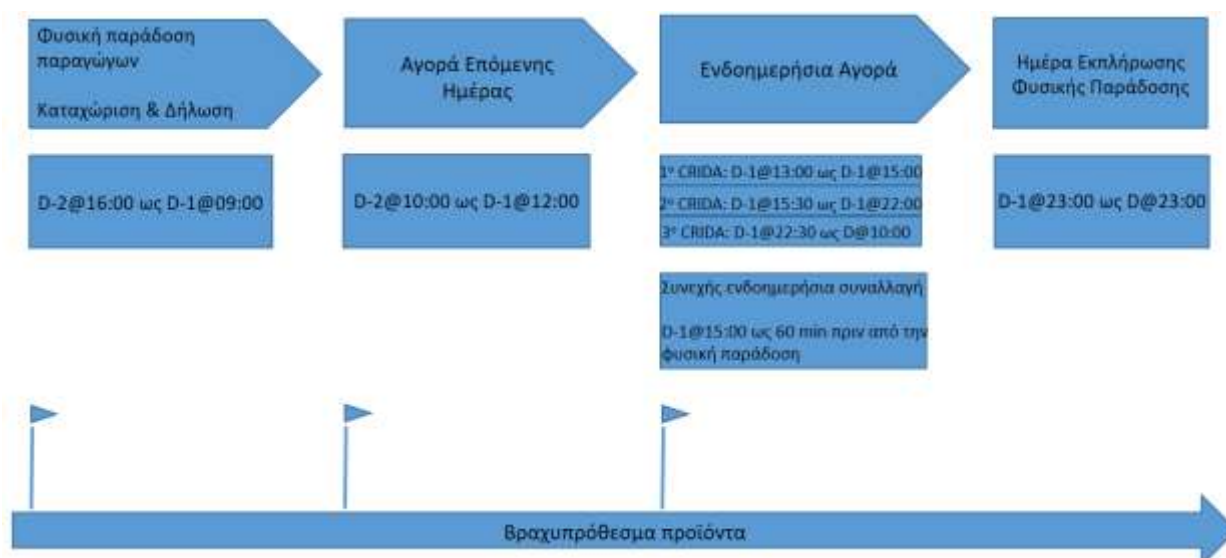 Φυσική παράδοση
παραγώγων
Καταχώριση & Δήλωση
Αγορά Επόμενης
Ημέρας
Ενδοημερήσια Αγορά
Ημέρα Εκπλήρωσης
Φυσικής Παράδοσης
D-2@16:00 ως D-1@09:00
D-2@10:00 ως D-1@12:00
1º CRIDA: D-1@13:00 ως D-1@15:00
2º CRIDA: D-1@15:30 ως D-1@22:00
3º CRIDA: D-1@22:30 ως D@10:00
D-1@23:00 ως D@23:00
Συνεχής ενδοημερήσια συναλλαγή
D-1@15:00 ως 60 min πριν από την
φυσική παράδοση
Βραχυπρόθεσμα προϊόντα